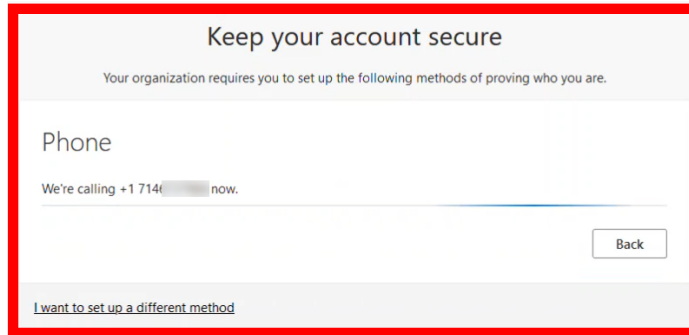 Keep your account secure
Your organization requires you to set up the following methods of proving who you are.
Phone
We're calling +1 714 now.
Back
I want to set up a different method